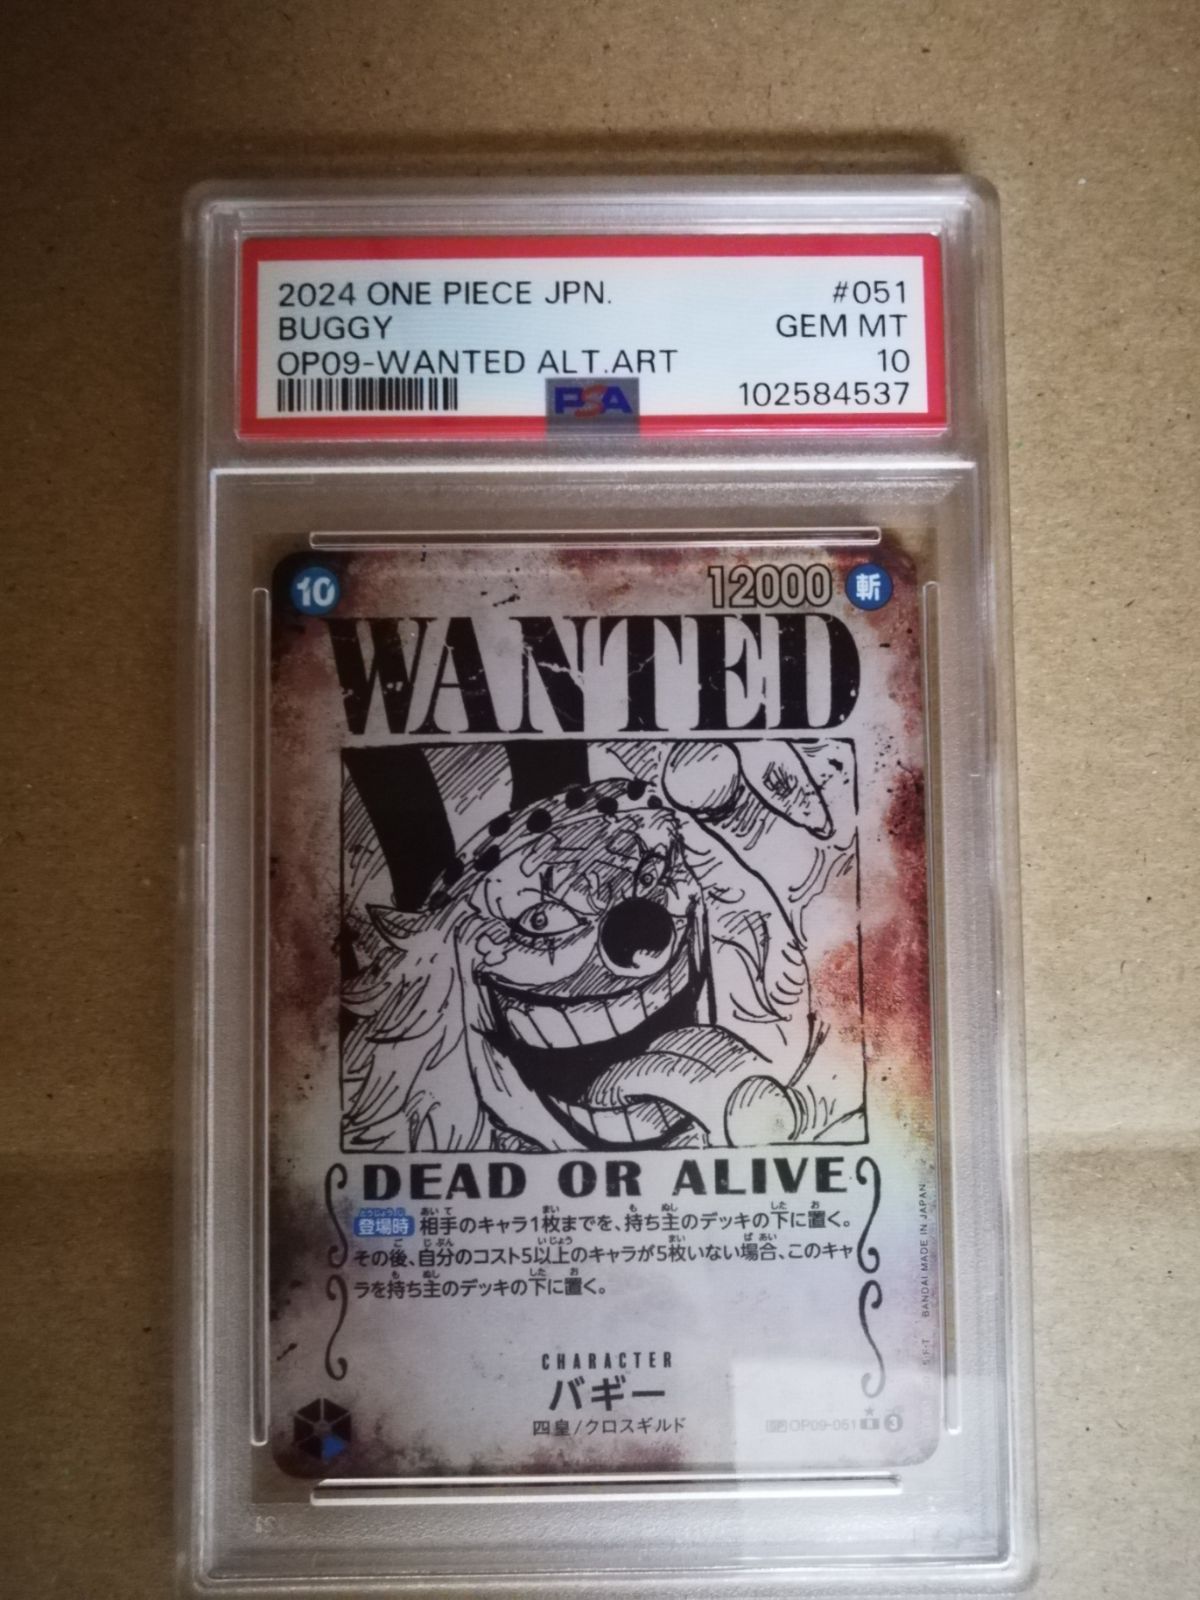 2024 ONE PIECE JPN. #051
BUGGY GEM MT
OP09-WANTED ALT.ART 10
PSA 102584537
10 12000 斬
WANTED
DEAD OR ALIVE
登場時 相手のキャラ1枚までを、持ち主のデッキの下に置く。
その後、自分のコスト5以上のキャラが5枚いない場合、このキャ
ラを持ち主のデッキの下に置く。
CHARACTER
バギー
四皇/クロスギルド
OP09-051 R 3
BANDAI MADE IN JAPAN